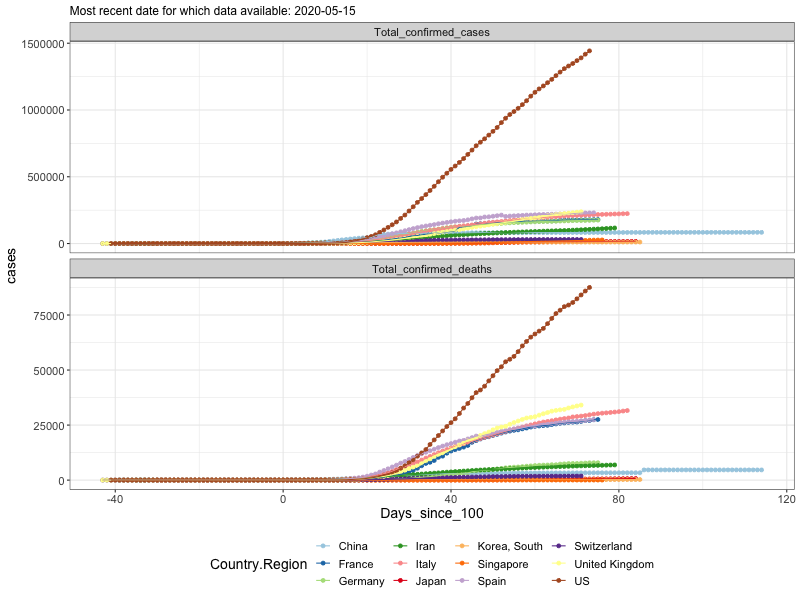 Most recent date for which data available: 2020-05-15
Total_confirmed_cases
1500000
1000000
500000
0
cases
Total_confirmed_deaths
75000
50000
25000
0
-40 0 40 80 120
Days_since_100
Country.Region
China Iran Korea, South Switzerland
France Italy Singapore United Kingdom
Germany Japan Spain US